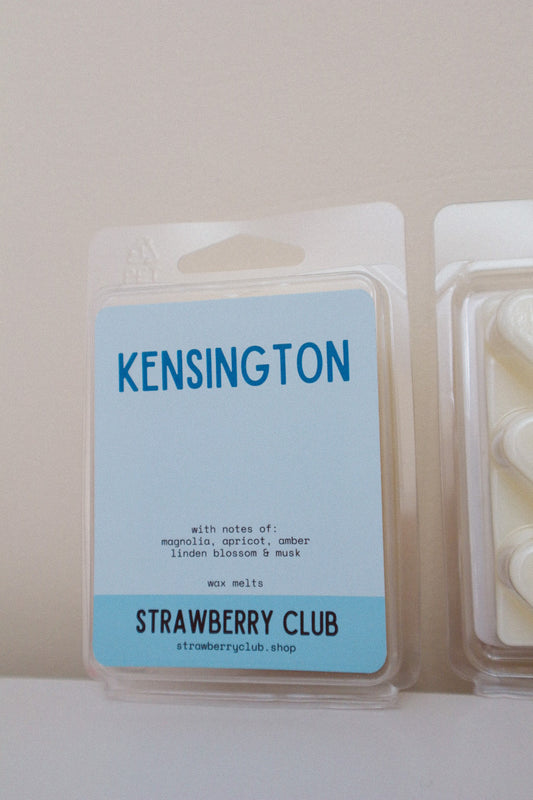 KENSINGTON
with notes of:
magnolia, apricot, amber
linden blossom & musk
wax melts
STRAWBERRY CLUB
strawberryclub.shop